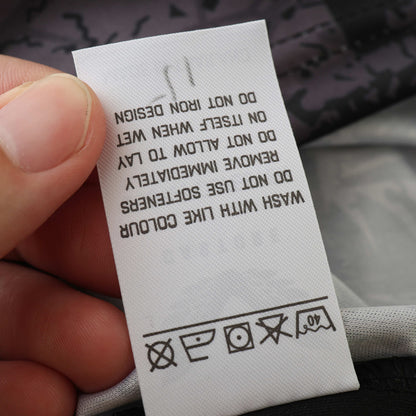 40
WASH WITH LIKE COLOUR
DO NOT USE SOFTENERS
REMOVE IMMEDIATELY
DO NOT ALLOW TO LAY
ON ITSELF WHEN WET
DO NOT IRON DESIGN